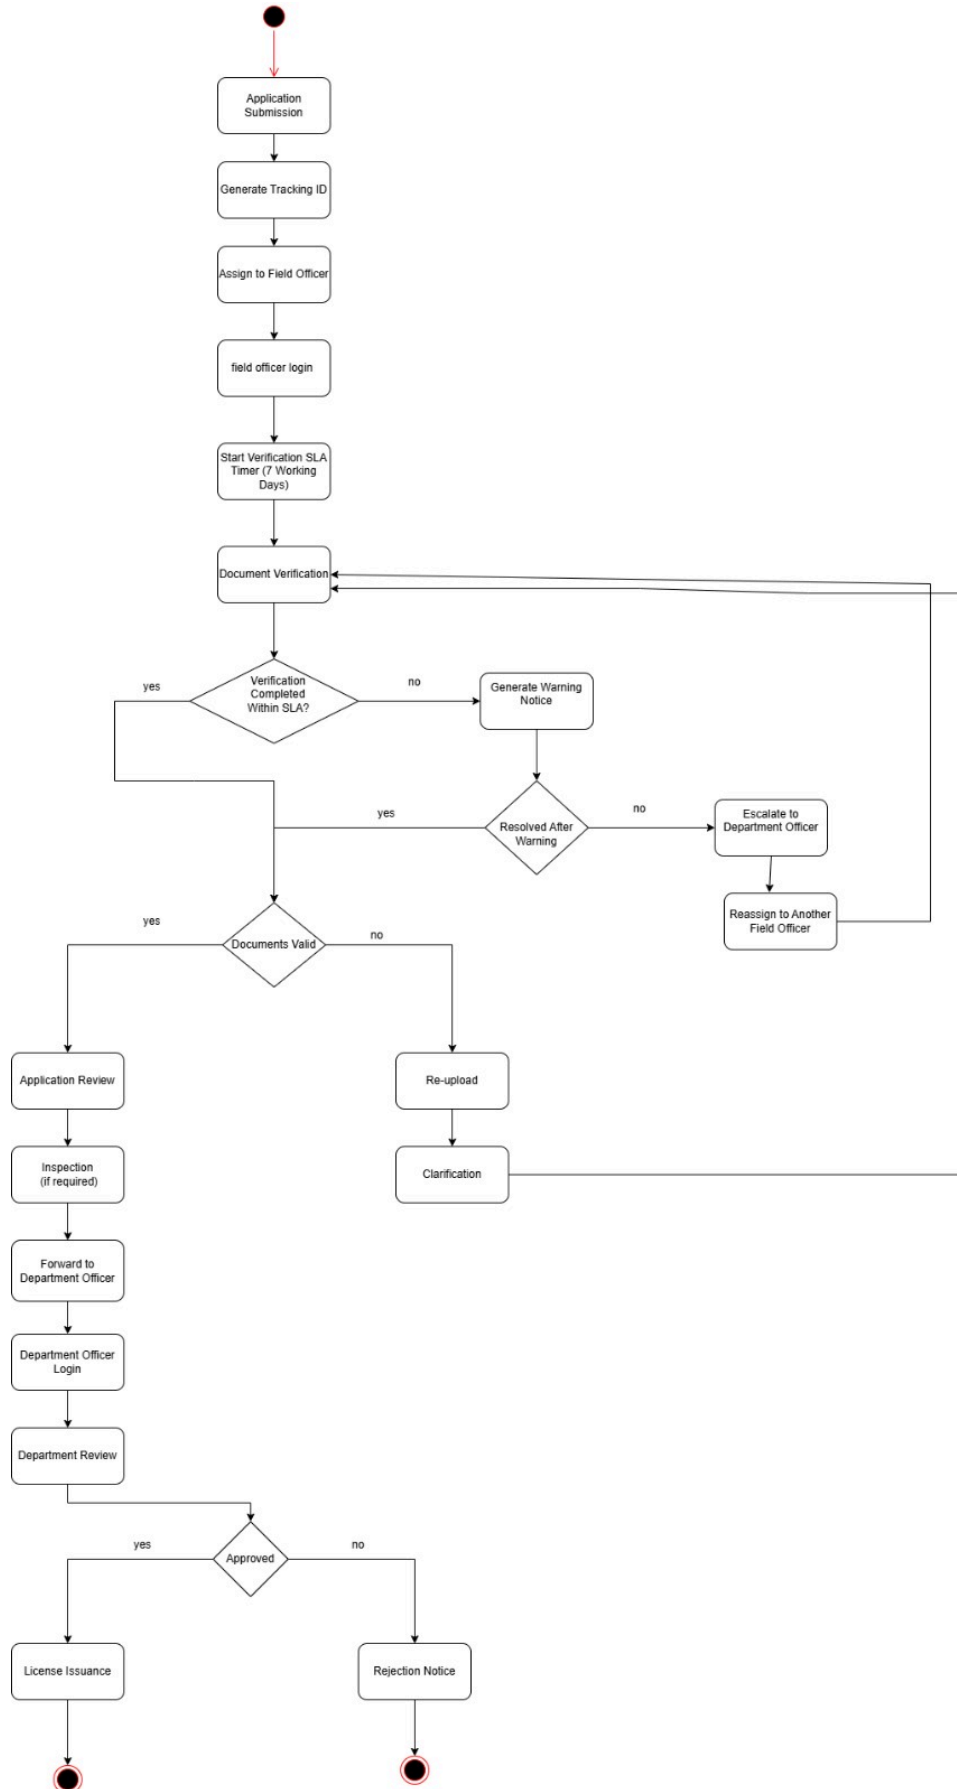 Application
Submission
Generate Tracking ID
Assign to Field Officer
field officer login
Start Verification SLA
Timer (7 Working
Days)
Document Verification
yes
Verification
Completed
Within SLA?
no
Generate Warning
Notice
yes
Resolved After
Warning
no
Escalate to
Department Officer
Reassign to Another
Field Officer
yes
Documents Valid
no
Application Review
Re-upload
Inspection
(if required)
Clarification
Forward to
Department Officer
Department Officer
Login
Department Review
yes
Approved
no
License Issuance
Rejection Notice